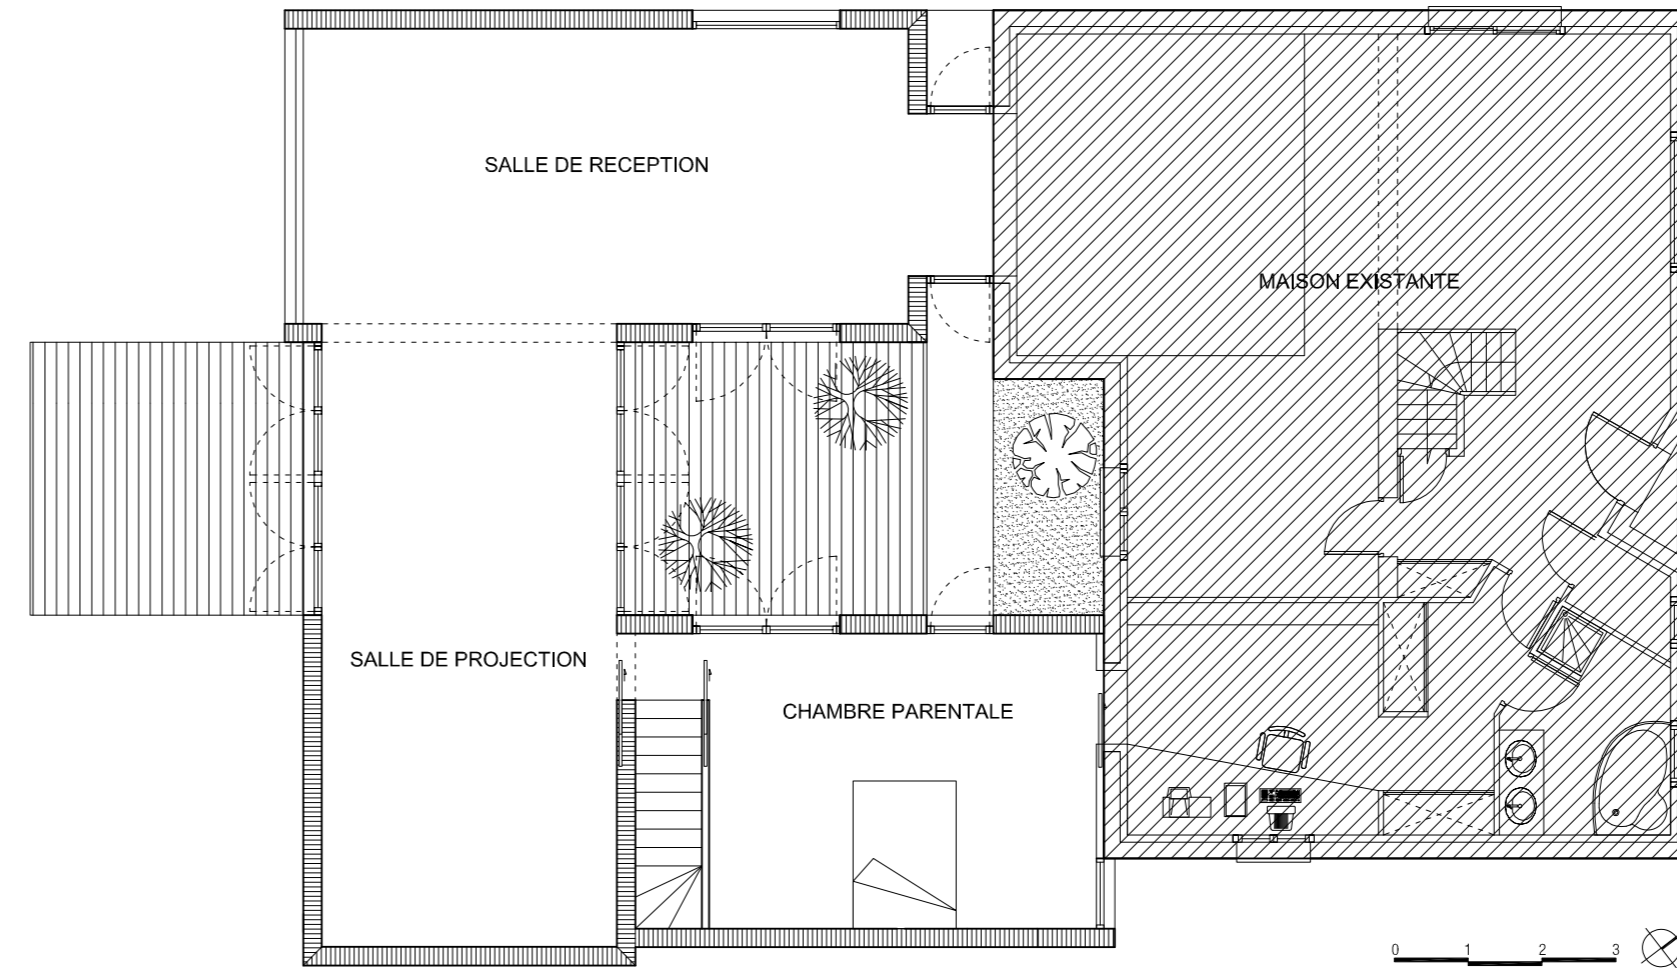 SALLE DE RECEPTION
MAISON EXISTANTE
SALLE DE PROJECTION
CHAMBRE PARENTALE
0 1 2 3